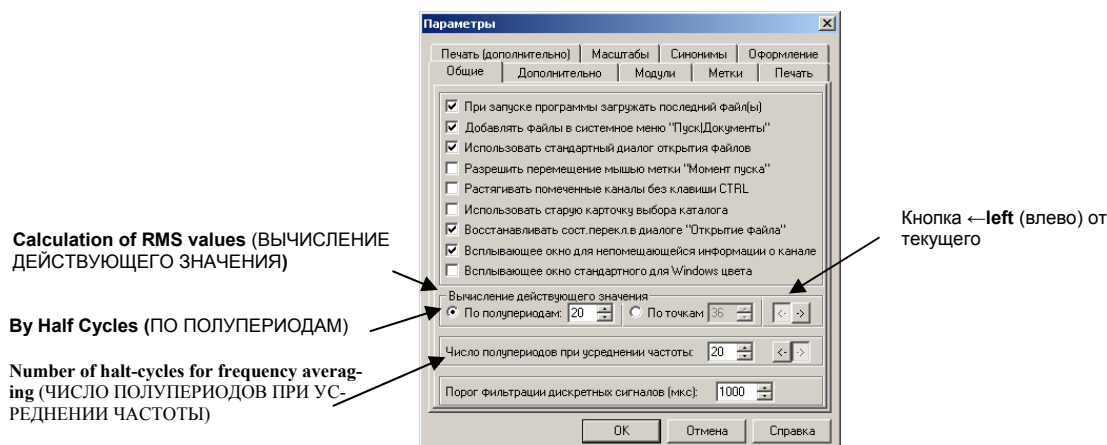 Параметры
Печать (дополнительно) Масштабы Синонимы Оформление
Общие Дополнительно Модули Метки Печать
При запуске программы загружать последний файл(ы)
Добавлять файлы в системное меню "Пуск|Документы"
Использовать стандартный диалог открытия файлов
Разрешить перемещение мышью метки "Момент пуска"
Растягивать помеченные каналы без клавиши CTRL
Использовать старую карточку выбора каталога
Восстанавливать сост.перекл.в диалоге "Открытие файла"
Всплывающее окно для непомещающейся информации о канале
Всплывающее окно стандартного для Windows цвета
Вычисление действующего значения
По полупериодам: 20 По точкам 36 <- ->
Число полупериодов при усреднении частоты: 20 <- ->
Порог фильтрации дискретных сигналов (мкс): 1000
OK Отмена Справка
Calculation of RMS values (ВЫЧИСЛЕНИЕ
ДЕЙСТВУЮЩЕГО ЗНАЧЕНИЯ)
By Half Cycles (ПО ПОЛУПЕРИОДАМ)
Number of halt-cycles for frequency averag-
ing (ЧИСЛО ПОЛУПЕРИОДОВ ПРИ УС-
РЕДНЕНИИ ЧАСТОТЫ)
Кнопка ←left (влево) от
текущего